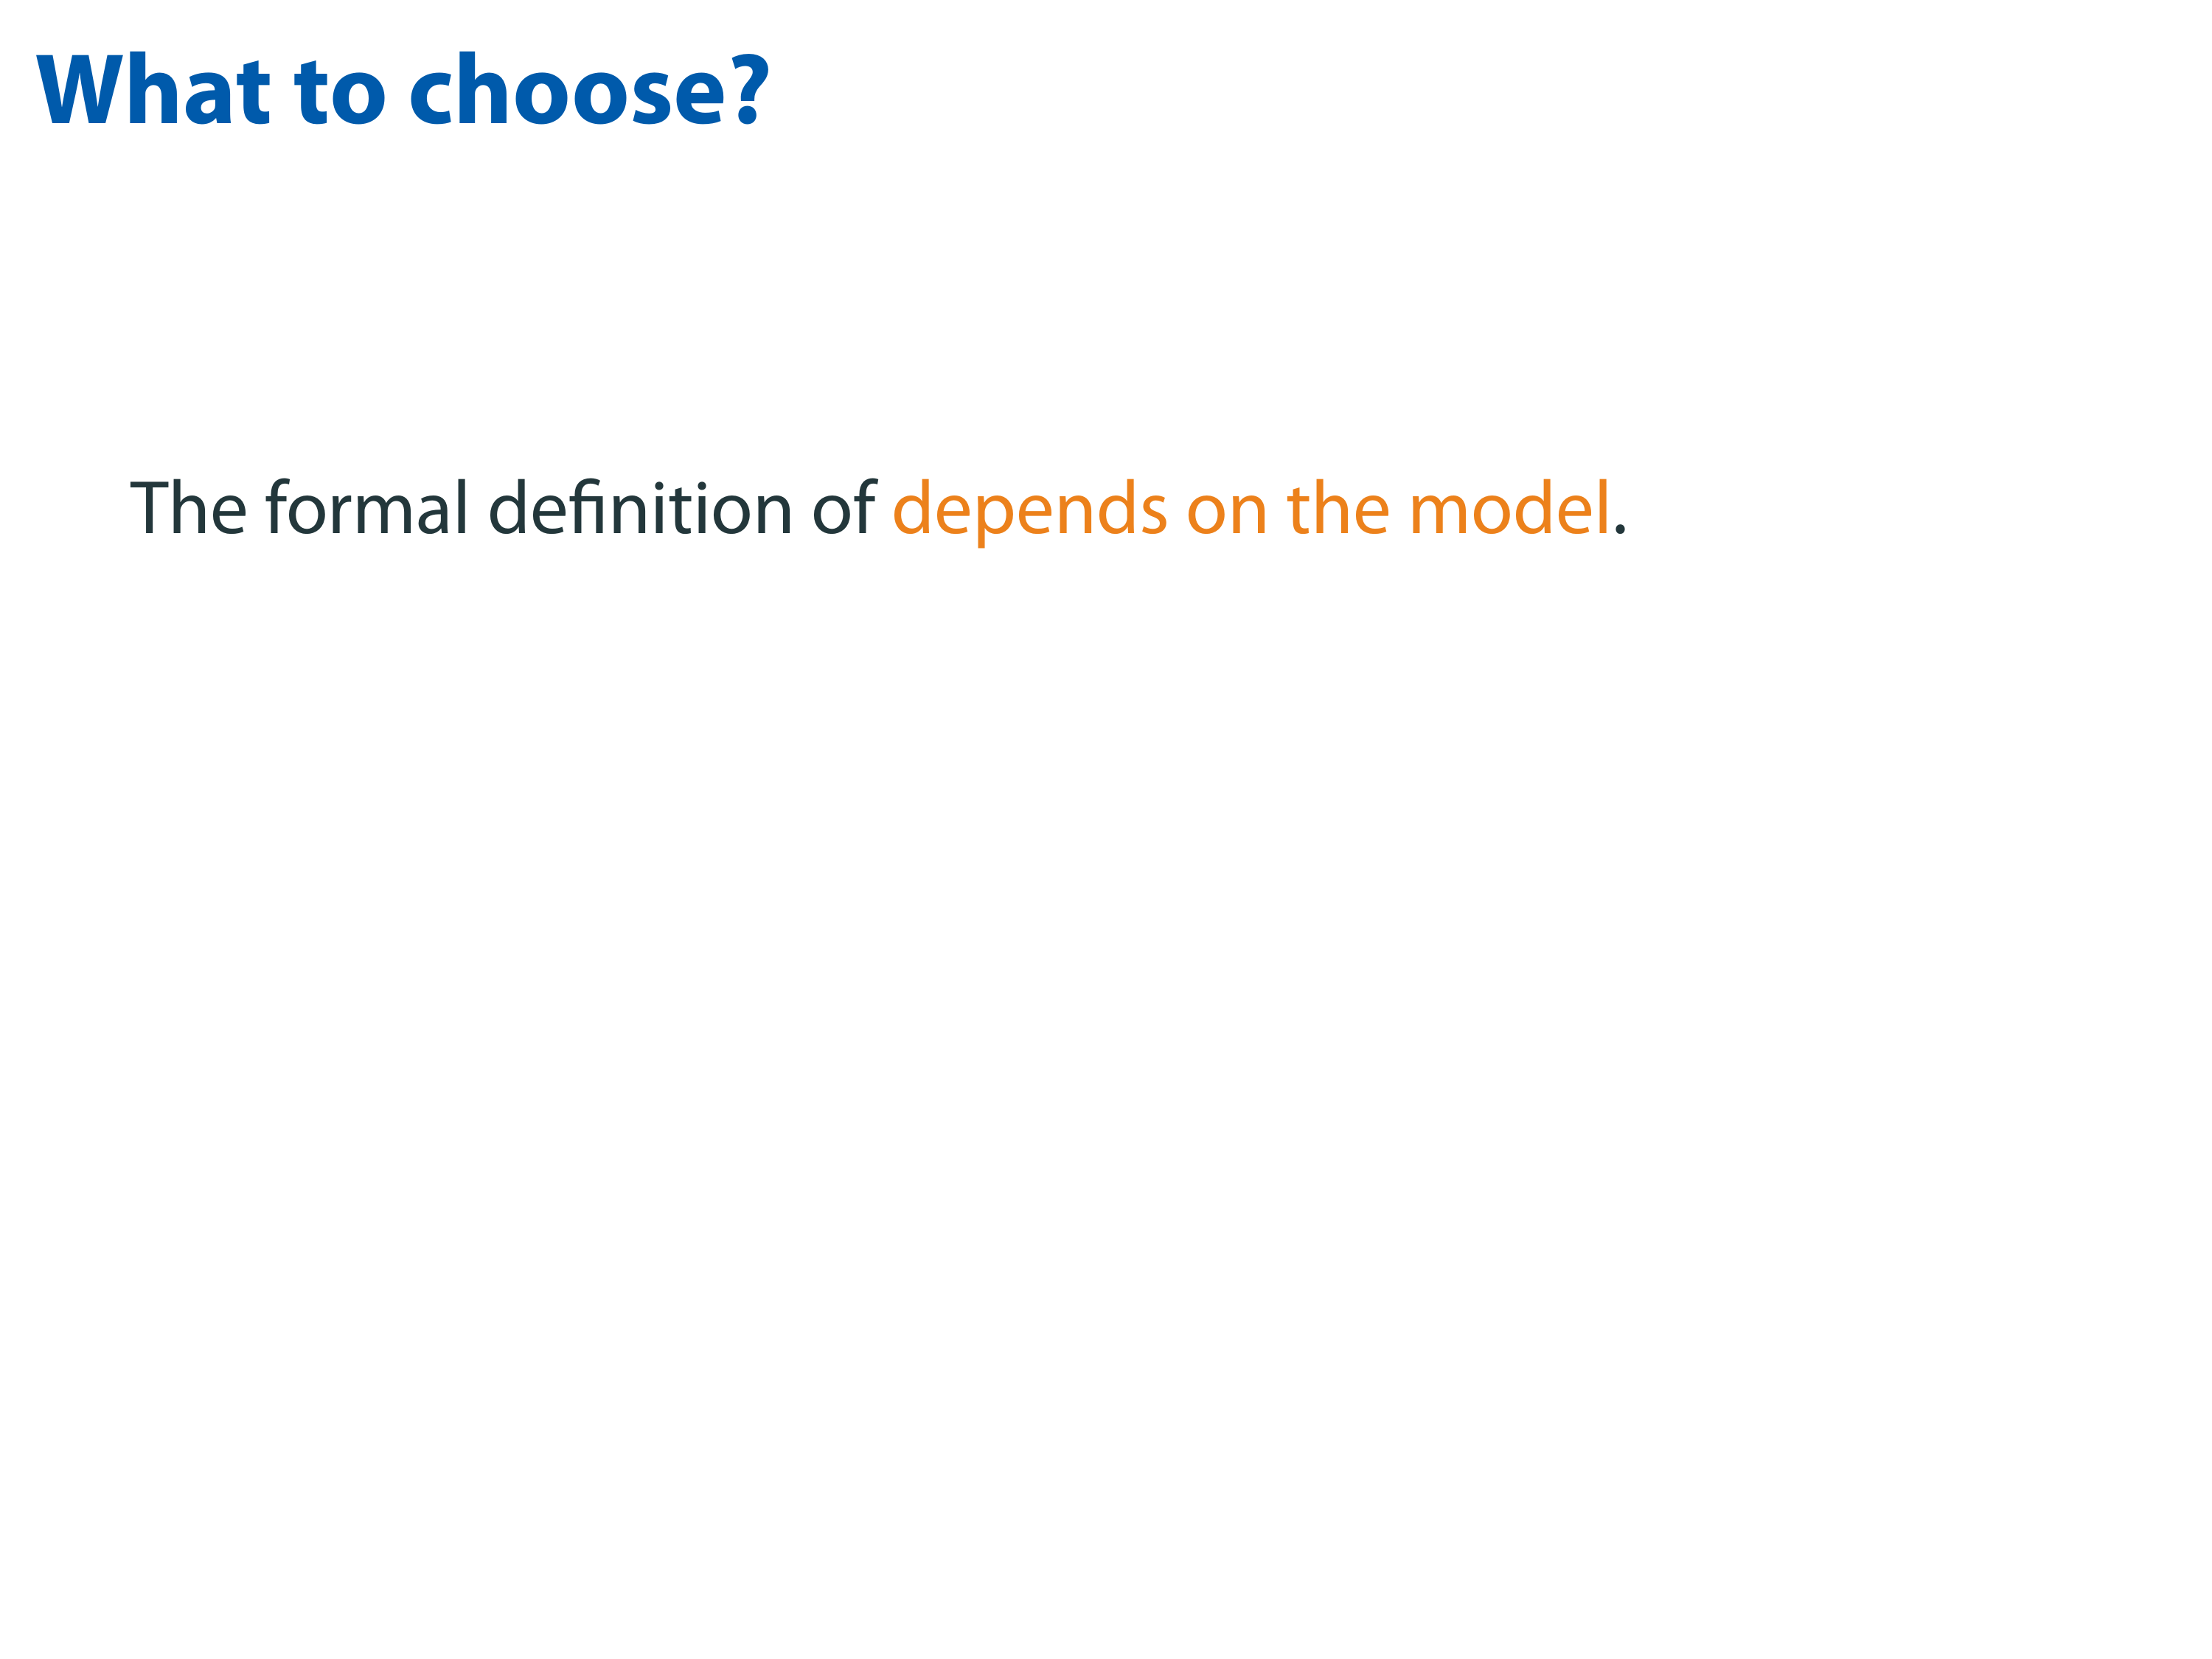 What to choose?
The formal definition of depends on the model.